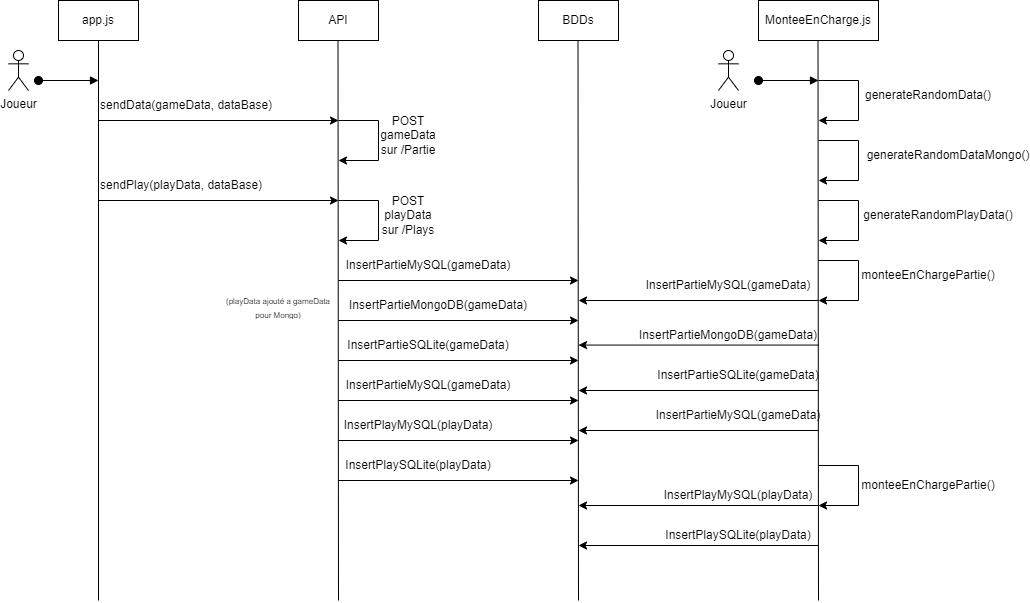 app.js
API
BDDs
MonteeEnCharge.js
Joueur
Joueur
generateRandomData()
sendData(gameData, dataBase)
POST
gameData
sur /Partie
generateRandomDataMongo()
sendPlay(playData, dataBase)
POST
playData
sur /Plays
generateRandomPlayData()
InsertPartieMySQL(gameData)
monteeEnChargePartie()
InsertPartieMySQL(gameData)
(playData ajouté a gameData
pour Mongo)
InsertPartieMongoDB(gameData)
InsertPartieMongoDB(gameData)
InsertPartieSQLite(gameData)
InsertPartieSQLite(gameData)
InsertPartieMySQL(gameData)
InsertPartieMySQL(gameData)
InsertPlayMySQL(playData)
InsertPlaySQLite(playData)
monteeEnChargePartie()
InsertPlayMySQL(playData)
InsertPlaySQLite(playData)